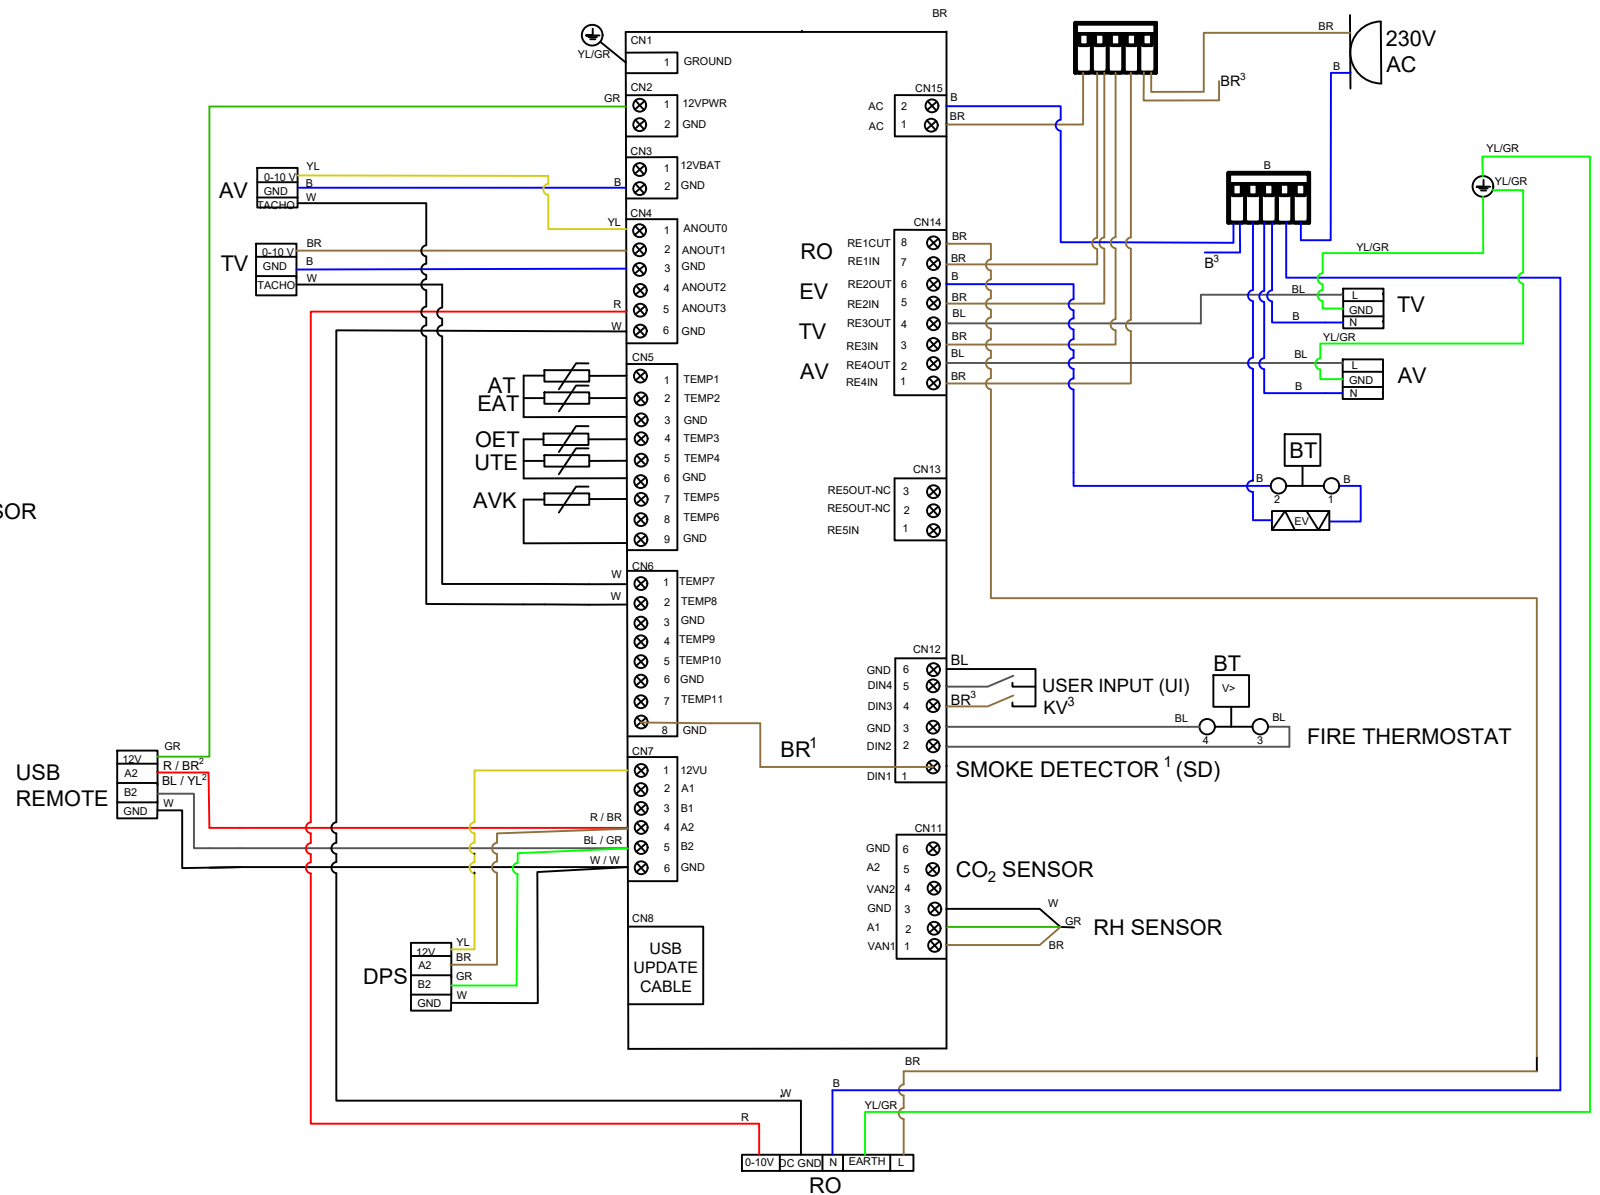 BR
YL/GR
CN1
1 GROUND
CN2
GR
1 12VPWR
2 GND
CN3
1 12VBAT
B
2 GND
CN4
YL
1 ANOUT0
2 ANOUT1
3 GND
4 ANOUT2
R
5 ANOUT3
W
6 GND
CN5
1 TEMP1
2 TEMP2
3 GND
4 TEMP3
5 TEMP4
6 GND
7 TEMP5
8 TEMP6
9 GND
CN6
W
1 TEMP7
W
2 TEMP8
3 GND
4 TEMP9
5 TEMP10
6 GND
7 TEMP11
8 GND
CN7
1 12VU
2 A1
3 B1
R / BR
4 A2
BL / GR
5 B2
W / W
6 GND
CN8
USB
UPDATE
CABLE
AV
0-10 V YL
GND B
TACHO W
TV
0-10 V BR
GND B
TACHO W
AT
EAT
OET
UTE
AVK
SOR
USB
REMOTE
12V GR
A2 R / BR²
B2 BL / YL²
GND W
DPS
12V YL
A2 BR
B2 GR
GND W
CN15
AC 2 B
AC 1 BR
CN14
RO
RE1CUT 8 BR
RE1IN 7 BR
EV
RE2OUT 6 B
RE2IN 5 BR
TV
RE3OUT 4 BL
RE3IN 3 BR
AV
RE4OUT 2 BL
RE4IN 1 BR
CN13
RE5OUT-NC 3
RE5OUT-NC 2
RE5IN 1
CN12
GND 6 BL
DIN4 5
USER INPUT (UI)
DIN3 4 BR³
KV³
GND 3
DIN2 2
DIN1 1
BR¹
SMOKE DETECTOR ¹ (SD)
BT
V>
BL 4 3 BL
FIRE THERMOSTAT
CN11
GND 6
A2 5
VAN2 4
GND 3
A1 2
VAN1 1
CO₂ SENSOR
W
GR
BR
RH SENSOR
BR
B
230V
AC
BR³
B
B³
YL/GR
YL/GR
YL/GR
BL
B
L
GND
N
TV
YL/GR
BL
B
L
GND
N
AV
BT
B 2 1 B
EV
BR
B
YL/GR
W
R
0-10V DC GND N EARTH L
RO